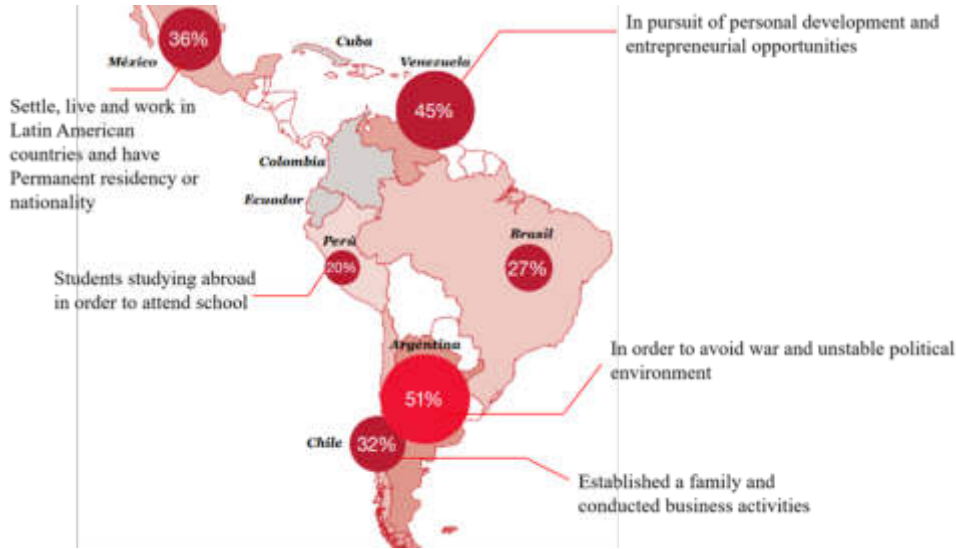 In pursuit of personal development and
entrepreneurial opportunities
36%
Cuba
México
Venezuela
45%
Settle, live and work in
Latin American
countries and have
Permanent residency or
nationality
Colombia
Ecuador
Perú
20%
Brasil
27%
Students studying abroad
in order to attend school
Argentina
51%
In order to avoid war and unstable political
environment
Chile
32%
Established a family and
conducted business activities